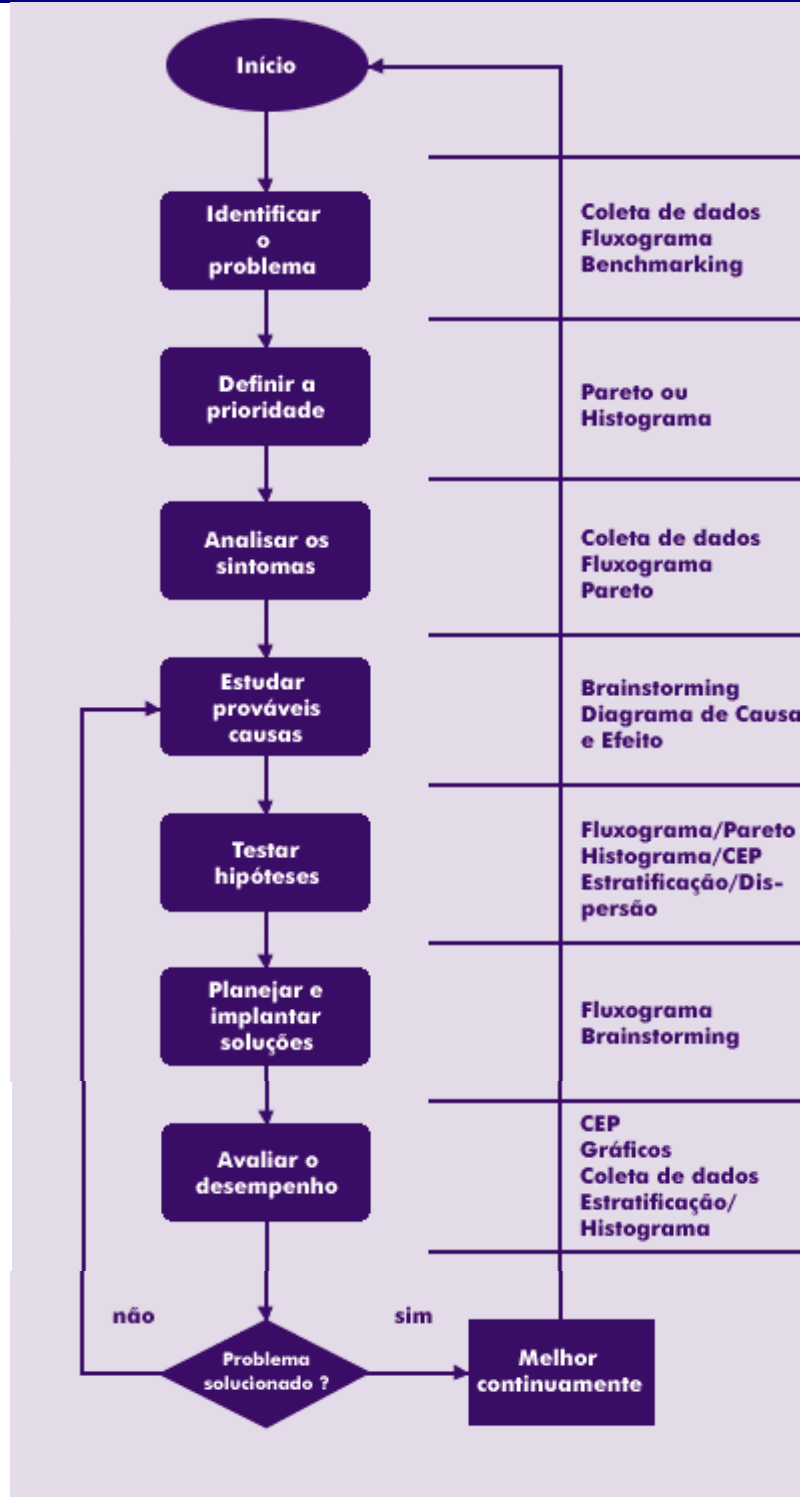 Início
Identificar
o
problema
Coleta de dados
Fluxograma
Benchmarking
Definir a
prioridade
Pareto ou
Histograma
Analisar os
sintomas
Coleta de dados
Fluxograma
Pareto
Estudar
prováveis
causas
Brainstorming
Diagrama de Causa
e Efeito
Testar
hipóteses
Fluxograma/Pareto
Histograma/CEP
Estratificação/Dis-
persão
Planejar e
implantar
soluções
Fluxograma
Brainstorming
Avaliar o
desempenho
CEP
Gráficos
Coleta de dados
Estratificação/
Histograma
não
sim
Problema
solucionado ?
Melhor
continuamente